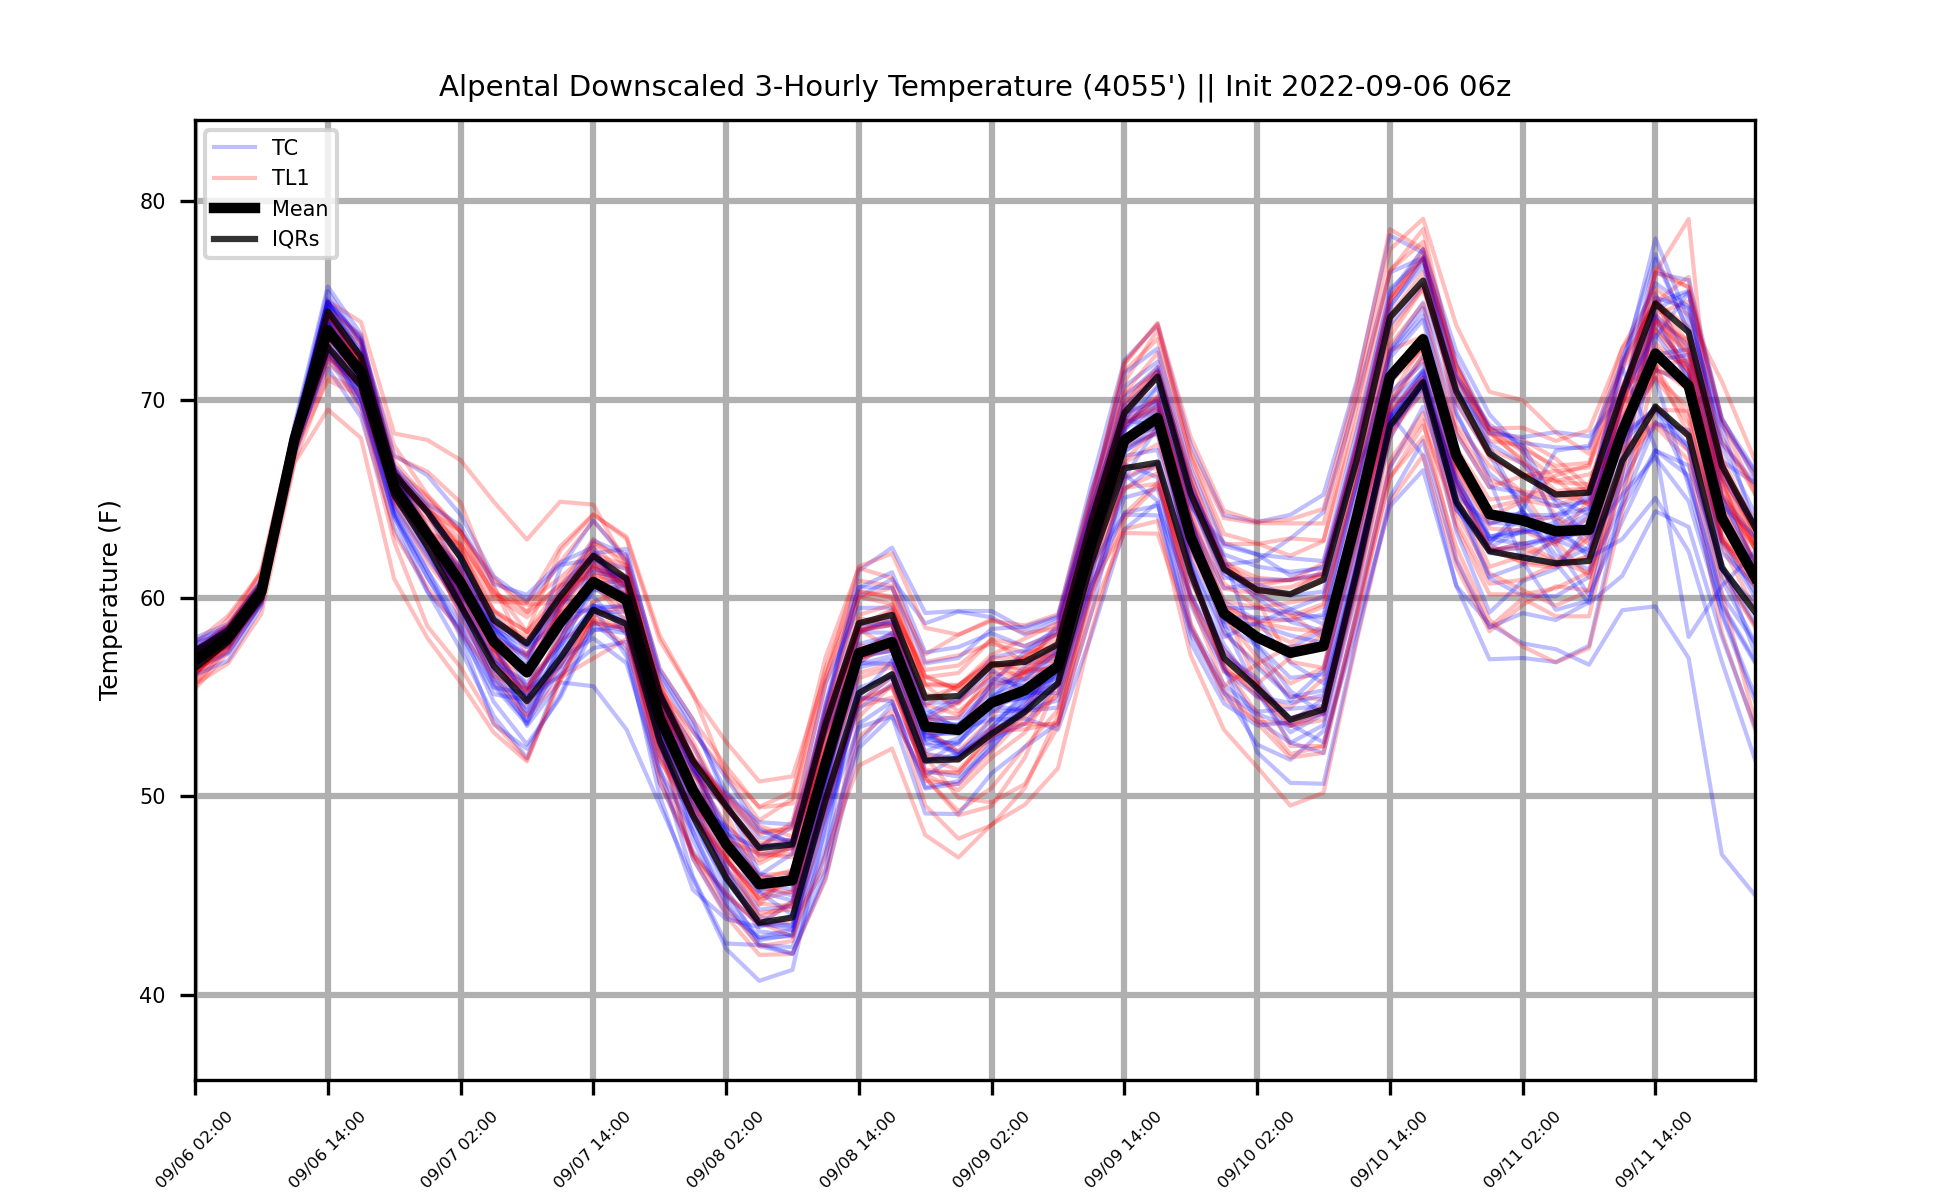 Alpental Downscaled 3-Hourly Temperature (4055') || Init 2022-09-06 06z
TC
TL1
Mean
IQRs
Temperature (F)
80
70
60
50
40
09/06 02:00
09/06 14:00
09/07 02:00
09/07 14:00
09/08 02:00
09/08 14:00
09/09 02:00
09/09 14:00
09/10 02:00
09/10 14:00
09/11 02:00
09/11 14:00